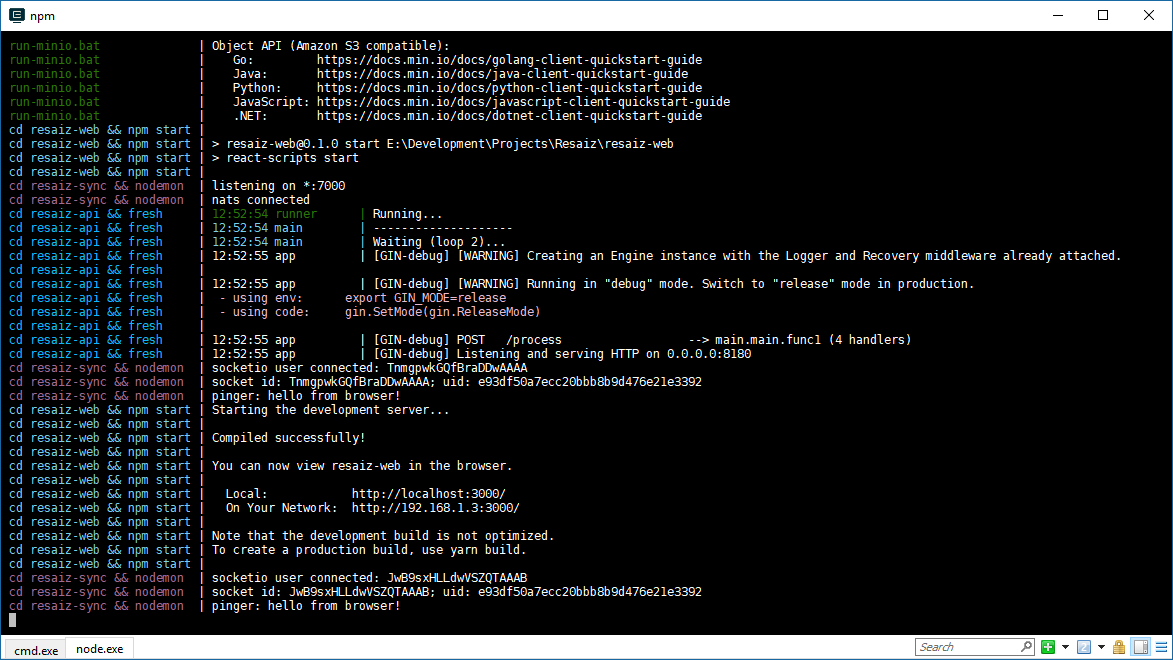 npm
run-minio.bat | Object API (Amazon S3 compatible):
run-minio.bat | Go: https://docs.min.io/docs/golang-client-quickstart-guide
run-minio.bat | Java: https://docs.min.io/docs/java-client-quickstart-guide
run-minio.bat | Python: https://docs.min.io/docs/python-client-quickstart-guide
run-minio.bat | JavaScript: https://docs.min.io/docs/javascript-client-quickstart-guide
run-minio.bat | .NET: https://docs.min.io/docs/dotnet-client-quickstart-guide
cd resaiz-web && npm start |
cd resaiz-web && npm start | > resaiz-web@0.1.0 start E:\Development\Projects\Resaiz\resaiz-web
cd resaiz-web && npm start | > react-scripts start
cd resaiz-web && npm start |
cd resaiz-sync && nodemon | listening on *:7000
cd resaiz-sync && nodemon | nats connected
cd resaiz-api && fresh | 12:52:54 runner | Running...
cd resaiz-api && fresh | 12:52:54 main | --------------------
cd resaiz-api && fresh | 12:52:54 main | Waiting (loop 2)...
cd resaiz-api && fresh | 12:52:55 app | [GIN-debug] [WARNING] Creating an Engine instance with the Logger and Recovery middleware already attached.
cd resaiz-api && fresh |
cd resaiz-api && fresh | 12:52:55 app | [GIN-debug] [WARNING] Running in "debug" mode. Switch to "release" mode in production.
cd resaiz-api && fresh | - using env: export GIN_MODE=release
cd resaiz-api && fresh | - using code: gin.SetMode(gin.ReleaseMode)
cd resaiz-api && fresh |
cd resaiz-api && fresh | 12:52:55 app | [GIN-debug] POST /process --> main.main.func1 (4 handlers)
cd resaiz-api && fresh | 12:52:55 app | [GIN-debug] Listening and serving HTTP on 0.0.0.0:8180
cd resaiz-sync && nodemon | socketio user connected: TnmgpwkGQfBraDDwAAAA
cd resaiz-sync && nodemon | socket id: TnmgpwkGQfBraDDwAAAA; uid: e93df50a7ecc20bbb8b9d476e21e3392
cd resaiz-sync && nodemon | pinger: hello from browser!
cd resaiz-web && npm start | Starting the development server...
cd resaiz-web && npm start |
cd resaiz-web && npm start | Compiled successfully!
cd resaiz-web && npm start |
cd resaiz-web && npm start | You can now view resaiz-web in the browser.
cd resaiz-web && npm start |
cd resaiz-web && npm start | Local: http://localhost:3000/
cd resaiz-web && npm start | On Your Network: http://192.168.1.3:3000/
cd resaiz-web && npm start |
cd resaiz-web && npm start | Note that the development build is not optimized.
cd resaiz-web && npm start | To create a production build, use yarn build.
cd resaiz-web && npm start |
cd resaiz-sync && nodemon | socketio user connected: JwB9sxHLLdwVSZQTAAAB
cd resaiz-sync && nodemon | socket id: JwB9sxHLLdwVSZQTAAAB; uid: e93df50a7ecc20bbb8b9d476e21e3392
cd resaiz-sync && nodemon | pinger: hello from browser!
cmd.exe node.exe Search